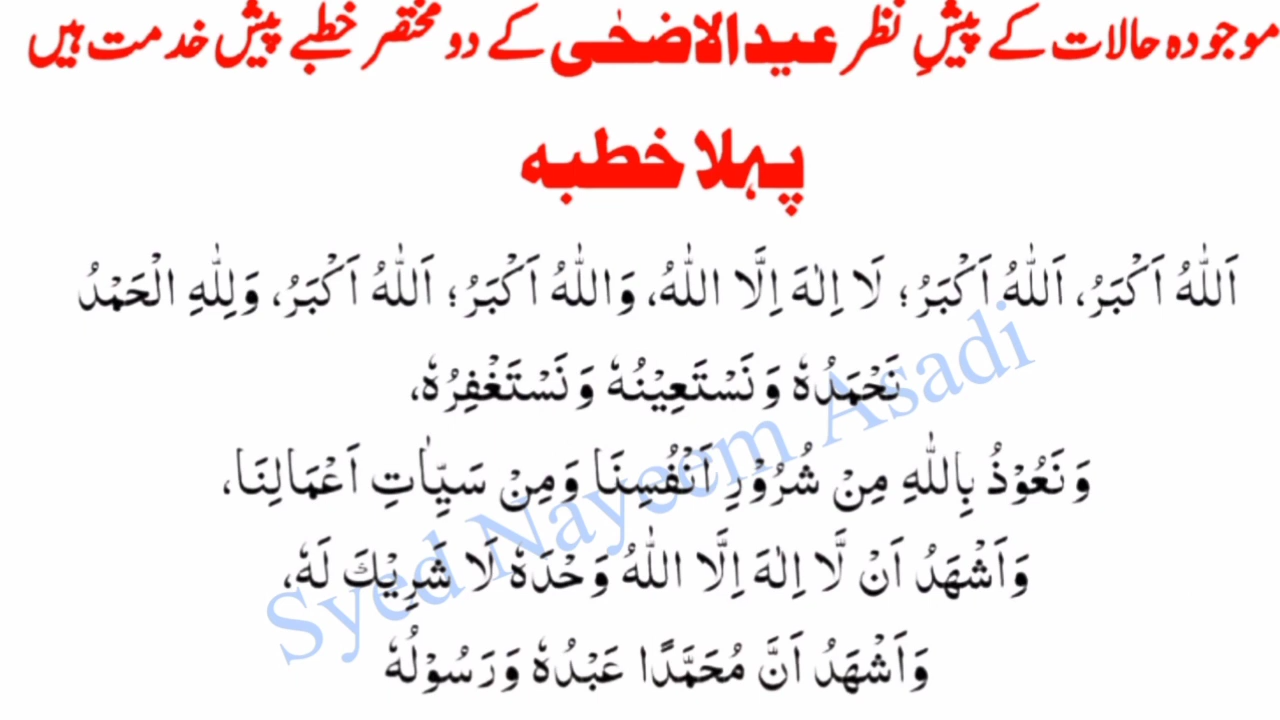 موجودہ حالات کے پیشِ نظر عیدالاضحٰی کے دو مختصر خطبے پیش خدمت ہیں
پہلا خطبہ
اَللّٰهُ اَكْبَرُ، اَللّٰهُ اَكْبَرُ؛ لَا اِلٰهَ اِلَّا اللّٰهُ، وَاللّٰهُ اَكْبَرُ؛ اَللّٰهُ اَكْبَرُ، وَلِلّٰهِ الْحَمْدُ
نَحْمَدُهٗ وَنَسْتَعِيْنُهٗ وَنَسْتَغْفِرُهٗ،
وَنَعُوْذُ بِاللّٰهِ مِنْ شُرُوْرِ اَنْفُسِنَا وَمِنْ سَيِّاٰتِ اَعْمَالِنَا،
وَاَشْهَدُ اَنْ لَّا اِلٰهَ اِلَّا اللّٰهُ وَحْدَهٗ لَا شَرِيْكَ لَهٗ،
وَاَشْهَدُ اَنَّ مُحَمَّدًا عَبْدُهٗ وَرَسُوْلُهٗ
Syed Nayeem Asadi